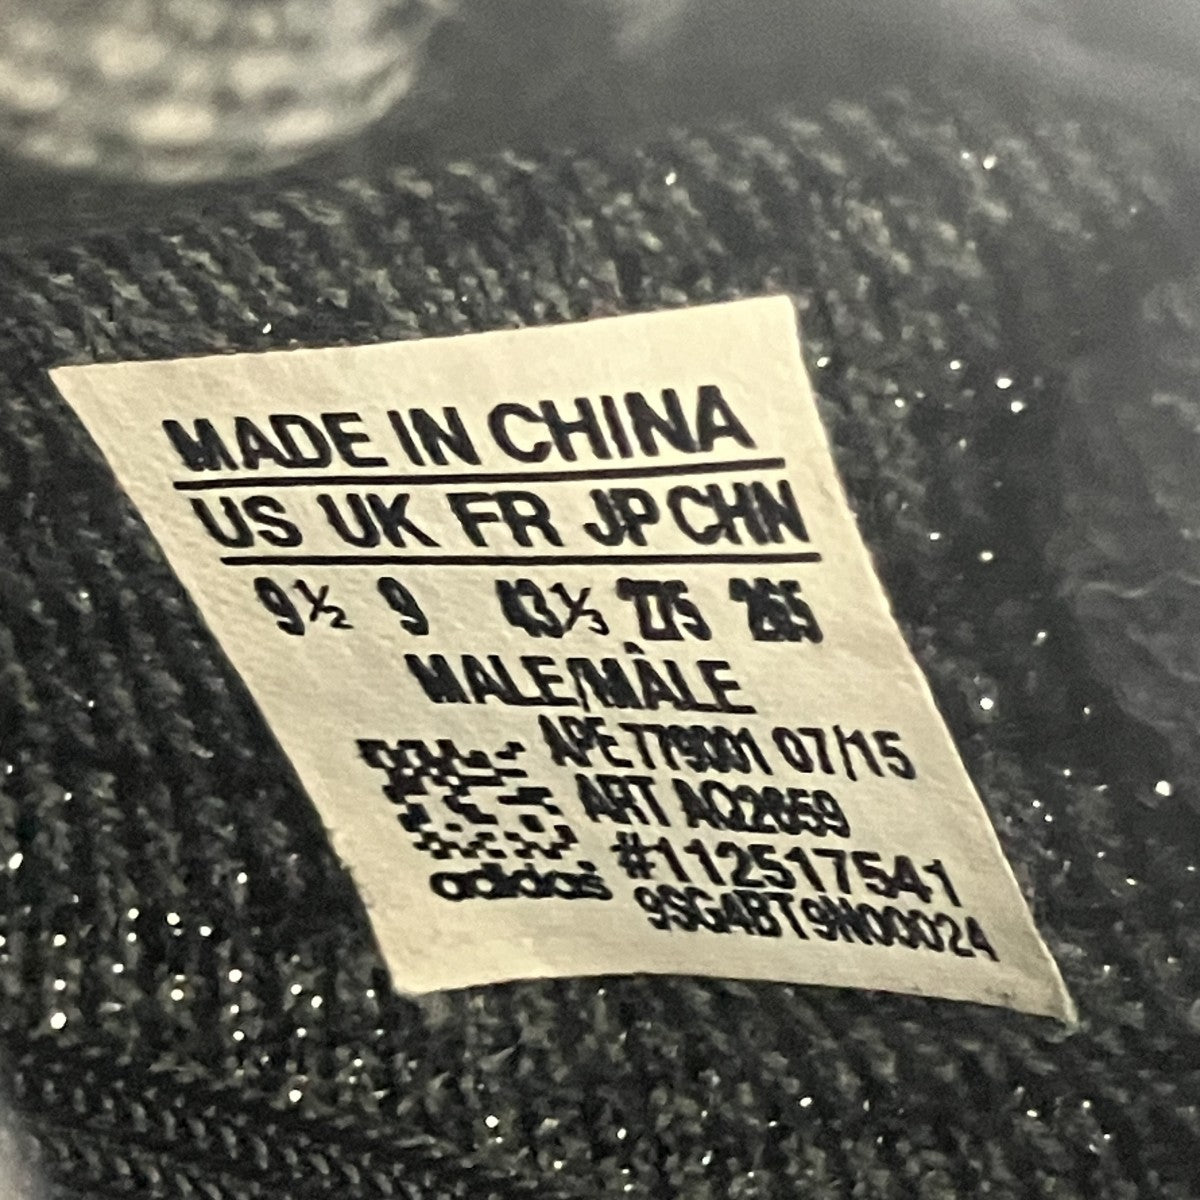 MADE IN CHINA
US UK FR JP CHN
9½ 9 43⅓ 275 265
MALE/MÂLE
APE 779001 07/15
ART AQ2659
#112517541
adidas
9SG4BT9N00024